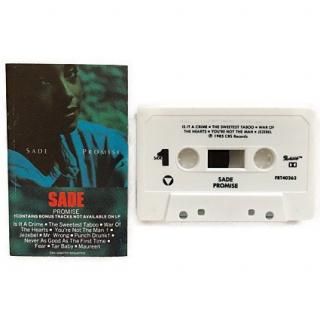 SADE PROMISE
SADE
PROMISE
†CONTAINS BONUS TRACKS NOT AVAILABLE ON LP
Is It A Crime • The Sweetest Taboo • War Of
The Hearts • You're Not The Man †
Jezebel • Mr. Wrong • Punch Drunk†
Never As Good As The First Time •
Fear • Tar Baby • Maureen
IS IT A CRIME • THE SWEETEST TABOO • WAR OF
THE HEARTS • YOU'RE NOT THE MAN • JEZEBEL
℗ 1985 CBS Records
SIDE
1
SADE
PROMISE
FRT40263